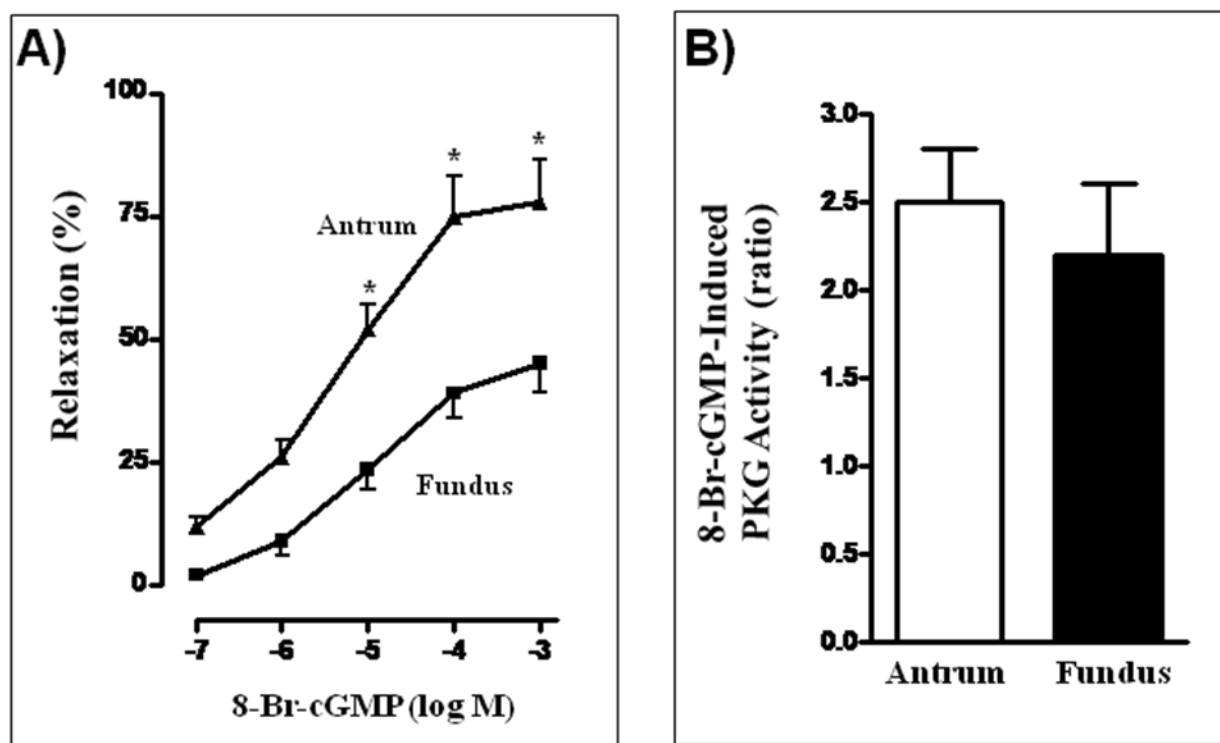 A)
100
75
50
25
0
Relaxation (%)
*
*
*
Antrum
Fundus
-7 -6 -5 -4 -3
8-Br-cGMP (log M)
B)
3.0
2.5
2.0
1.5
1.0
0.5
0.0
8-Br-cGMP-Induced
PKG Activity (ratio)
Antrum Fundus